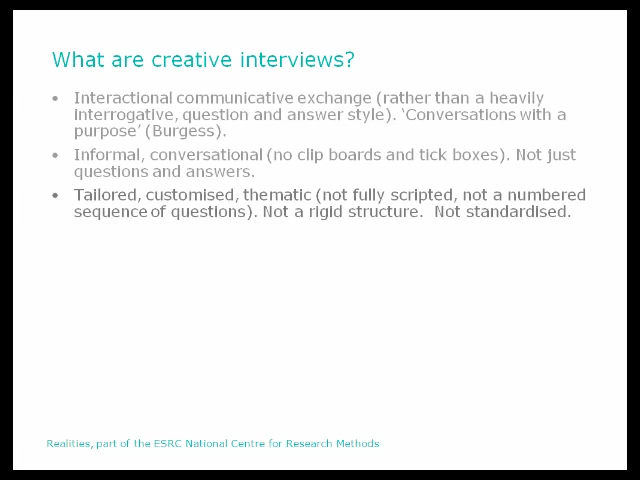 What are creative interviews?
• Interactional communicative exchange (rather than a heavily
interrogative, question and answer style). ‘Conversations with a
purpose’ (Burgess).
• Informal, conversational (no clip boards and tick boxes). Not just
questions and answers.
• Tailored, customised, thematic (not fully scripted, not a numbered
sequence of questions). Not a rigid structure.  Not standardised.
Realities, part of the ESRC National Centre for Research Methods